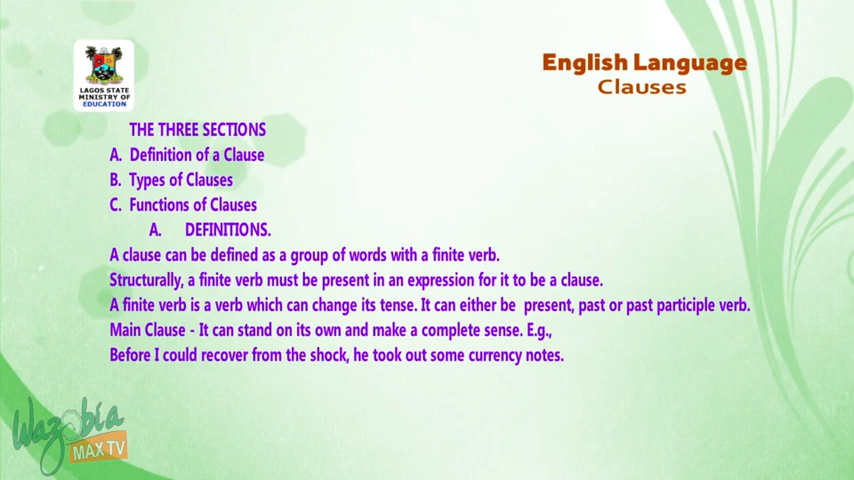 LAGOS STATE
MINISTRY OF
EDUCATION
English Language
Clauses
THE THREE SECTIONS
A. Definition of a Clause
B. Types of Clauses
C. Functions of Clauses
A. DEFINITIONS.
A clause can be defined as a group of words with a finite verb.
Structurally, a finite verb must be present in an expression for it to be a clause.
A finite verb is a verb which can change its tense. It can either be present, past or past participle verb.
Main Clause - It can stand on its own and make a complete sense. E.g.,
Before I could recover from the shock, he took out some currency notes.
Wazobia
MAX TV